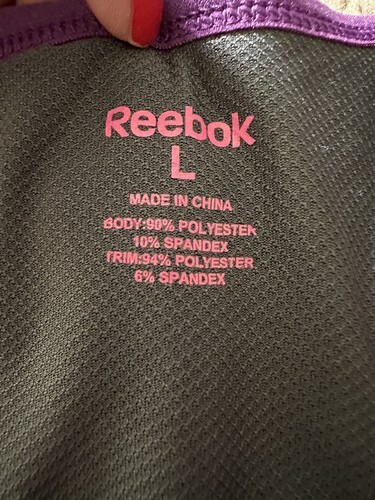 Reebok
L
MADE IN CHINA
BODY:90% POLYESTER
10% SPANDEX
TRIM:94% POLYESTER
6% SPANDEX